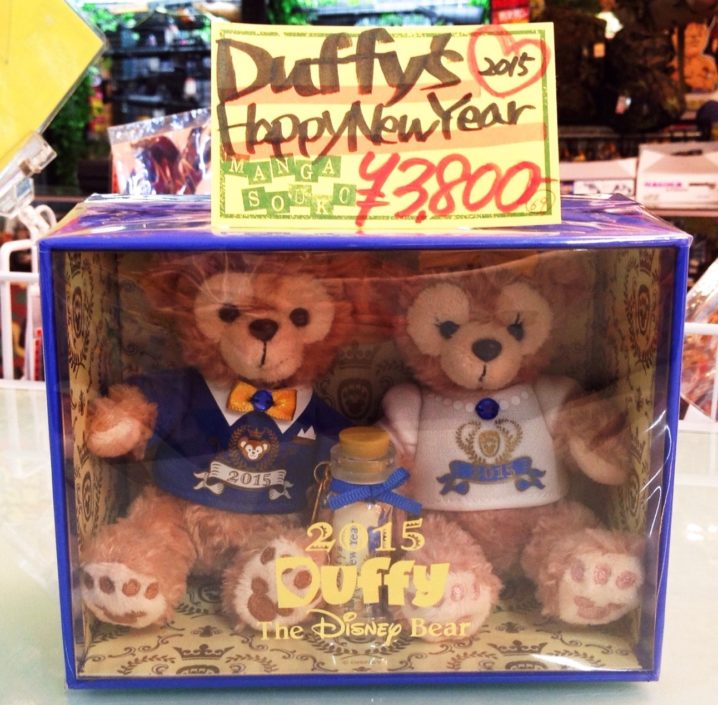 Duffy's
2015
HappyNewYear
MANGA
SOUKO
¥3,800-
2015
2015
2015
Duffy
The Disney Bear